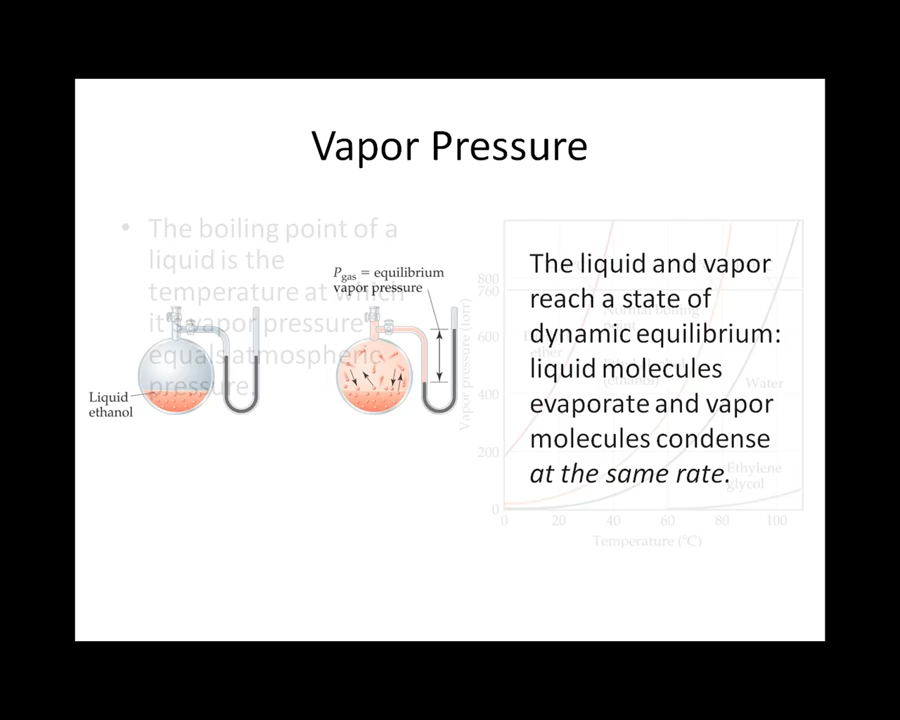 Vapor Pressure
• The boiling point of a
liquid is the
temperature at which
it's vapor pressure
equals atmospheric
pressure.
P gas = equilibrium
vapor pressure
Liquid
ethanol
The liquid and vapor
reach a state of
dynamic equilibrium:
liquid molecules
evaporate and vapor
molecules condense
at the same rate.
Vapor pressure (torr)
800
760
600
400
200
0
Normal boiling
ether
(ethanol)
Water
Ethylene
glycol
0 20 40 60 80 100
Temperature (°C)